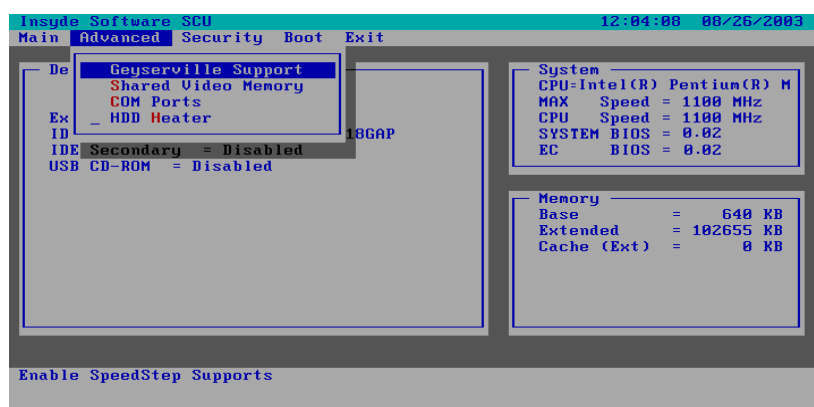 Insyde Software SCU 12:04:08 08/26/2003
Main Advanced Security Boot Exit
De
Geyserville Support
Shared Video Memory
COM Ports
Ex _ HDD Heater
ID 18GAP
IDE Secondary = Disabled
USB CD-ROM = Disabled
System
CPU=Intel(R) Pentium(R) M
MAX Speed = 1100 MHz
CPU Speed = 1100 MHz
SYSTEM BIOS = 0.02
EC BIOS = 0.02
Memory
Base = 640 KB
Extended = 102655 KB
Cache (Ext) = 0 KB
Enable SpeedStep Supports